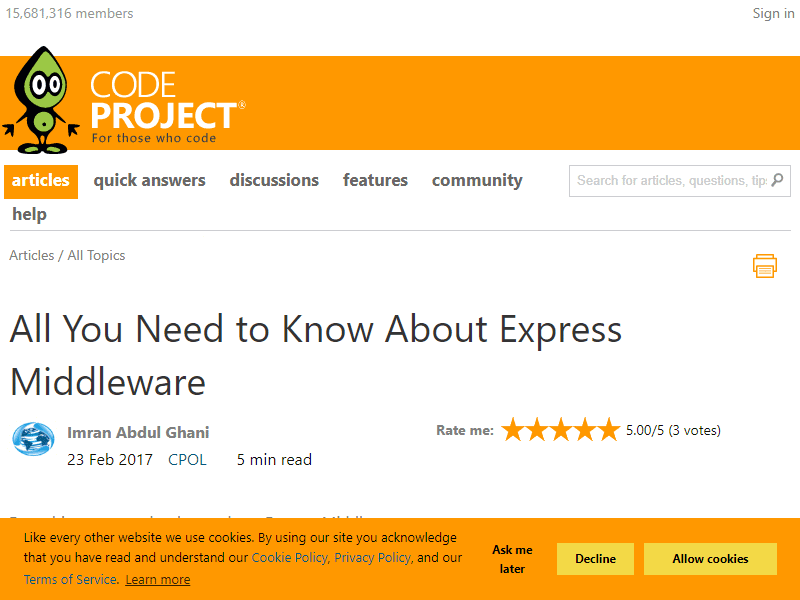 15,681,316 members
Sign in
CODE
PROJECT®
For those who code
articles
quick answers
discussions
features
community
Search for articles, questions, tips
help
Articles / All Topics
All You Need to Know About Express
Middleware
Imran Abdul Ghani
Rate me:
5.00/5 (3 votes)
23 Feb 2017
CPOL
5 min read
Like every other website we use cookies. By using our site you acknowledge
that you have read and understand our Cookie Policy, Privacy Policy, and our
Terms of Service. Learn more
Ask me
later
Decline
Allow cookies